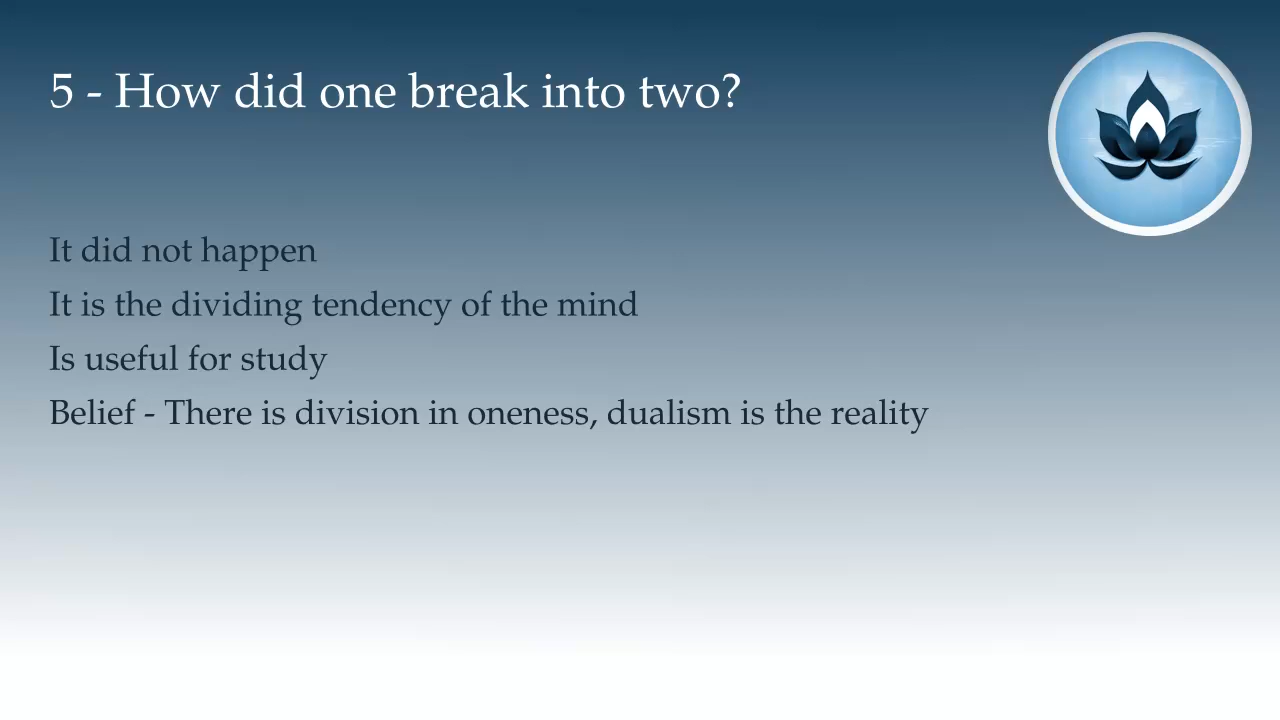 5 - How did one break into two?
It did not happen
It is the dividing tendency of the mind
Is useful for study
Belief - There is division in oneness, dualism is the reality